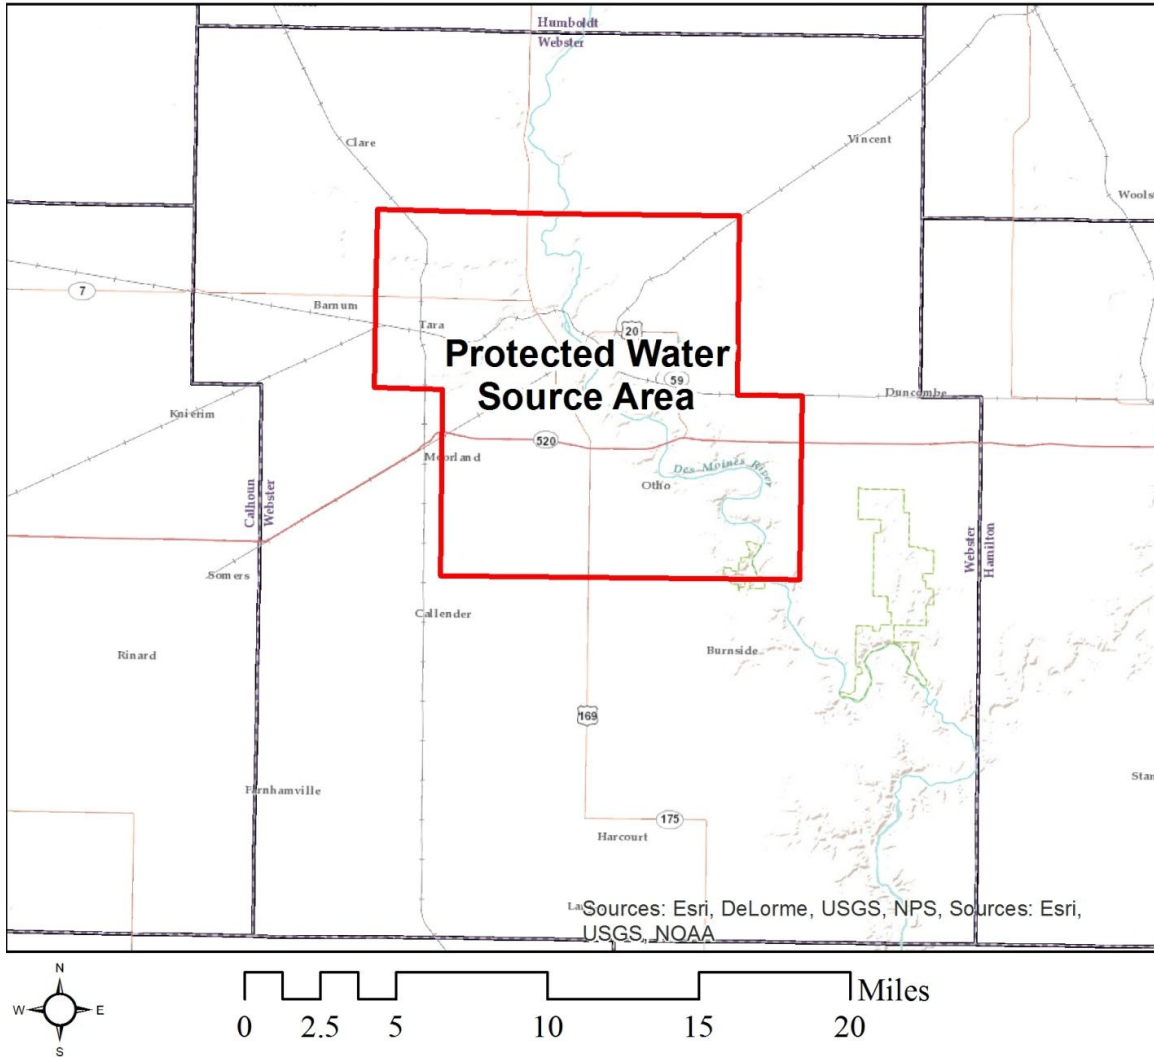 Humboldt
Webster
Clare
Vincent
Woolst
7
Barnum
Tara
20
Protected Water
Source Area
59
Duncombe
Knierim
520
Moorland
Des Moines River
Otho
Calhoun
Webster
Webster
Hamilton
Somers
Callender
Rinard
Burnside
169
Farnhamville
Stan
175
Harcourt
Sources: Esri, DeLorme, USGS, NPS, Sources: Esri,
USGS, NOAA
N
W E
S
Miles
0 2.5 5 10 15 20